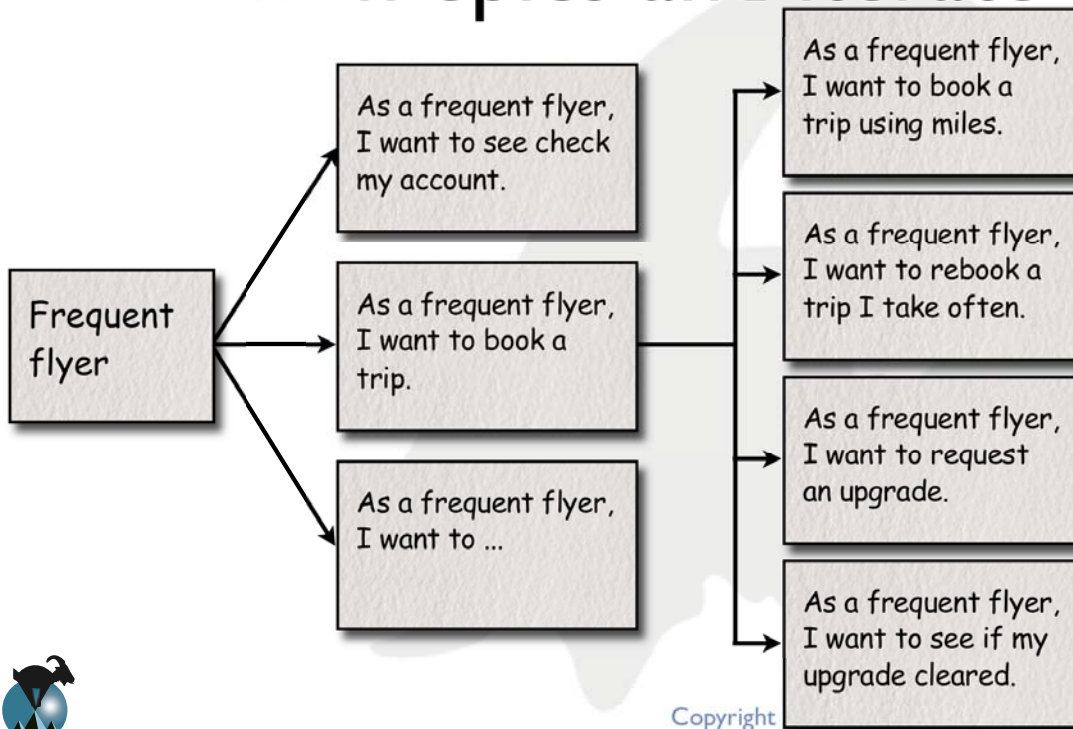 Frequent
flyer
As a frequent flyer,
I want to see check
my account.
As a frequent flyer,
I want to book a
trip.
As a frequent flyer,
I want to ...
As a frequent flyer,
I want to book a
trip using miles.
As a frequent flyer,
I want to rebook a
trip I take often.
As a frequent flyer,
I want to request
an upgrade.
As a frequent flyer,
I want to see if my
upgrade cleared.
Copyright